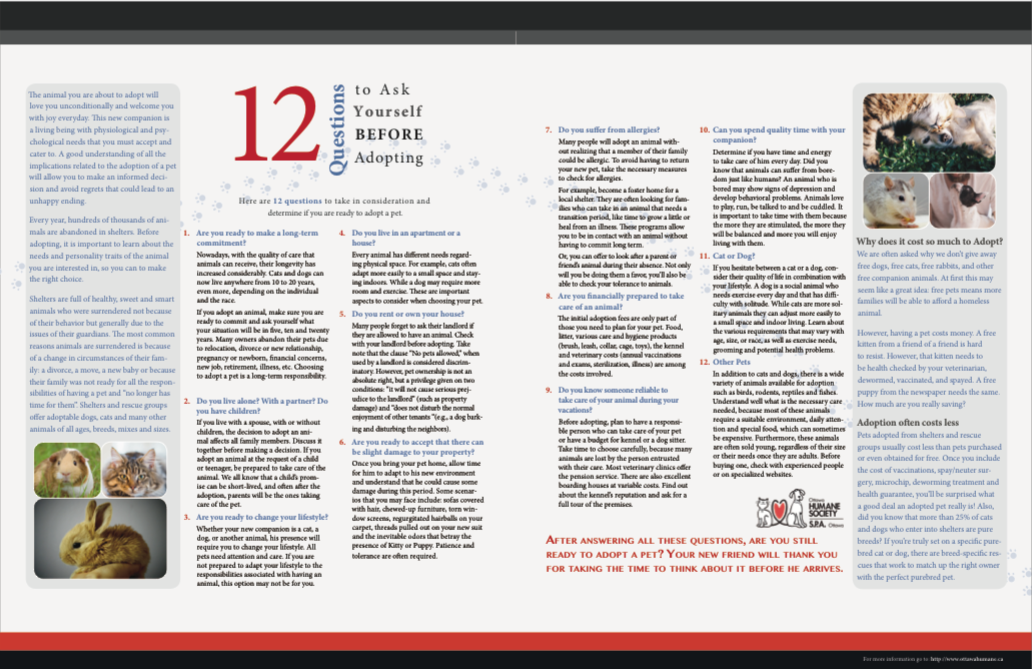 The animal you are about to adopt will
love you unconditionally and welcome you
with joy everyday. This new companion is
a living being with physiological and psy-
chological needs that you must accept and
cater to. A good understanding of all the
implications related to the adoption of a pet
will allow you to make an informed deci-
sion and avoid regrets that could lead to an
unhappy ending.
Every year, hundreds of thousands of ani-
mals are abandoned in shelters. Before
adopting, it is important to learn about the
needs and personality traits of the animal
you are interested in, so you can to make
the right choice.
Shelters are full of healthy, sweet and smart
animals who were surrendered not because
of their behavior but generally due to the
issues of their guardians. The most common
reasons animals are surrendered is because
of a change in circumstances of their fam-
ily: a divorce, a move, a new baby or because
their family was not ready for all the respon-
sibilities of having a pet and "no longer has
time for them". Shelters and rescue groups
offer adoptable dogs, cats and many other
animals of all ages, breeds, mixes and sizes.
12 Questions
to Ask
Yourself
BEFORE
Adopting
Here are 12 questions to take in consideration and
determine if you are ready to adopt a pet.
1. Are you ready to make a long-term
commitment?
Nowadays, with the quality of care that
animals can receive, their longevity has
increased considerably. Cats and dogs can
now live anywhere from 10 to 20 years,
even more, depending on the individual
and the race.
If you adopt an animal, make sure you are
ready to commit and ask yourself what
your situation will be in five, ten and twenty
years. Many owners abandon their pets due
to relocation, divorce or new relationship,
pregnancy or newborn, financial concerns,
new job, retirement, illness, etc. Choosing
to adopt a pet is a long-term responsibility.
2. Do you live alone? With a partner? Do
you have children?
If you live with a spouse, with or without
children, the decision to adopt an ani-
mal affects all family members. Discuss it
together before making a decision. If you
adopt an animal at the request of a child
or teenager, be prepared to take care of the
animal. We all know that a child's prom-
ise can be short-lived, and often after the
adoption, parents will be the ones taking
care of the pet.
3. Are you ready to change your lifestyle?
Whether your new companion is a cat, a
dog, or another animal, his presence will
require you to change your lifestyle. All
pets need attention and care. If you are
not prepared to adapt your lifestyle to the
responsibilities associated with having an
animal, this option may not be for you.
4. Do you live in an apartment or a
house?
Every animal has different needs regard-
ing physical space. For example, cats often
adapt more easily to a small space and stay-
ing indoors. While a dog may require more
room and exercise. These are important
aspects to consider when choosing your pet.
5. Do you rent or own your house?
Many people forget to ask their landlord if
they are allowed to have an animal. Check
with your landlord before adopting. Take
note that the clause "No pets allowed," when
used by a landlord is considered discrim-
inatory. However, pet ownership is not an
absolute right, but a privilege given on two
conditions: "it will not cause serious prej-
udice to the landlord" (such as property
damage) and "does not disturb the normal
enjoyment of other tenants" (e.g., a dog bark-
ing and disturbing the neighbors).
6. Are you ready to accept that there can
be slight damage to your property?
Once you bring your pet home, allow time
for him to adapt to his new environment
and understand that he could cause some
damage during this period. Some scenar-
ios that you may face include: sofas covered
with hair, chewed-up furniture, torn win-
dow screens, regurgitated hairballs on your
carpet, threads pulled out on your new suit
and the inevitable odors that betray the
presence of Kitty or Puppy. Patience and
tolerance are often required.
7. Do you suffer from allergies?
Many people will adopt an animal with-
out realizing that a member of their family
could be allergic. To avoid having to return
your new pet, take the necessary measures
to check for allergies.
For example, become a foster home for a
local shelter. They are often looking for fam-
ilies who can take in an animal that needs a
transition period, like time to grow a little or
heal from an illness. These programs allow
you to be in contact with an animal without
having to commit long term.
Or, you can offer to look after a parent or
friend's animal during their absence. Not only
will you be doing them a favor, you'll also be
able to check your tolerance to animals.
8. Are you financially prepared to take
care of an animal?
The initial adoption fees are only part of
those you need to plan for your pet. Food,
litter, various care and hygiene products
(brush, leash, collar, cage, toys), the kennel
and veterinary costs (annual vaccinations
and exams, sterilization, illness) are among
the costs involved.
9. Do you know someone reliable to
take care of your animal during your
vacations?
Before adopting, plan to have a responsi-
ble person who can take care of your pet
or have a budget for kennel or a dog sitter.
Take time to choose carefully, because many
animals are lost by the person entrusted
with their care. Most veterinary clinics offer
the pension service. There are also excellent
boarding houses at variable costs. Find out
about the kennel's reputation and ask for a
full tour of the premises.
10. Can you spend quality time with your
companion?
Determine if you have time and energy
to take care of him every day. Did you
know that animals can suffer from bore-
dom just like humans? An animal who is
bored may show signs of depression and
develop behavioral problems. Animals love
to play, run, be talked to and be cuddled. It
is important to take time with them because
the more they are stimulated, the more they
will be balanced and more you will enjoy
living with them.
11. Cat or Dog?
If you hesitate between a cat or a dog, con-
sider their quality of life in combination with
your lifestyle. A dog is a social animal who
needs exercise every day and that has diffi-
culty with solitude. While cats are more sol-
itary animals they can adjust more easily to
a small space and indoor living. Learn about
the various requirements that may vary with
age, size, or race, as well as exercise needs,
grooming and potential health problems.
12. Other Pets
In addition to cats and dogs, there is a wide
variety of animals available for adoption
such as birds, rodents, reptiles and fishes.
Understand well what is the necessary care
needed, because most of these animals
require a suitable environment, daily atten-
tion and special food, which can sometimes
be expensive. Furthermore, these animals
are often sold young, regardless of their size
or their needs once they are adults. Before
buying one, check with experienced people
or on specialized websites.
Ottawa
HUMANE
SOCIETY
S.P.A. Ottawa
After answering all these questions, are you still
ready to adopt a pet? Your new friend will thank you
for taking the time to think about it before he arrives.
Why does it cost so much to Adopt?
We are often asked why we don't give away
free dogs, free cats, free rabbits, and other
free companion animals. At first this may
seem like a great idea: free pets means more
families will be able to afford a homeless
animal.
However, having a pet costs money. A free
kitten from a friend of a friend is hard
to resist. However, that kitten needs to
be checked by your veterinarian,
dewormed, vaccinated, and spayed. A free
puppy from the newspaper needs the same.
How much are you really saving?
Adoption often costs less
Pets adopted from shelters and rescue
groups usually cost less than pets purchased
or even obtained for free. Once you include
the cost of vaccinations, spay/neuter sur-
gery, microchip, deworming treatment and
health guarantee, you'll be surprised what
a good deal an adopted pet really is! Also,
did you know that more than 25% of cats
and dogs who enter into shelters are pure
breeds? If you're truly set on a specific pure-
bred cat or dog, there are breed-specific res-
cues that work to match up the right owner
with the perfect purebred pet.
For more information go to http://www.ottawahumane.ca